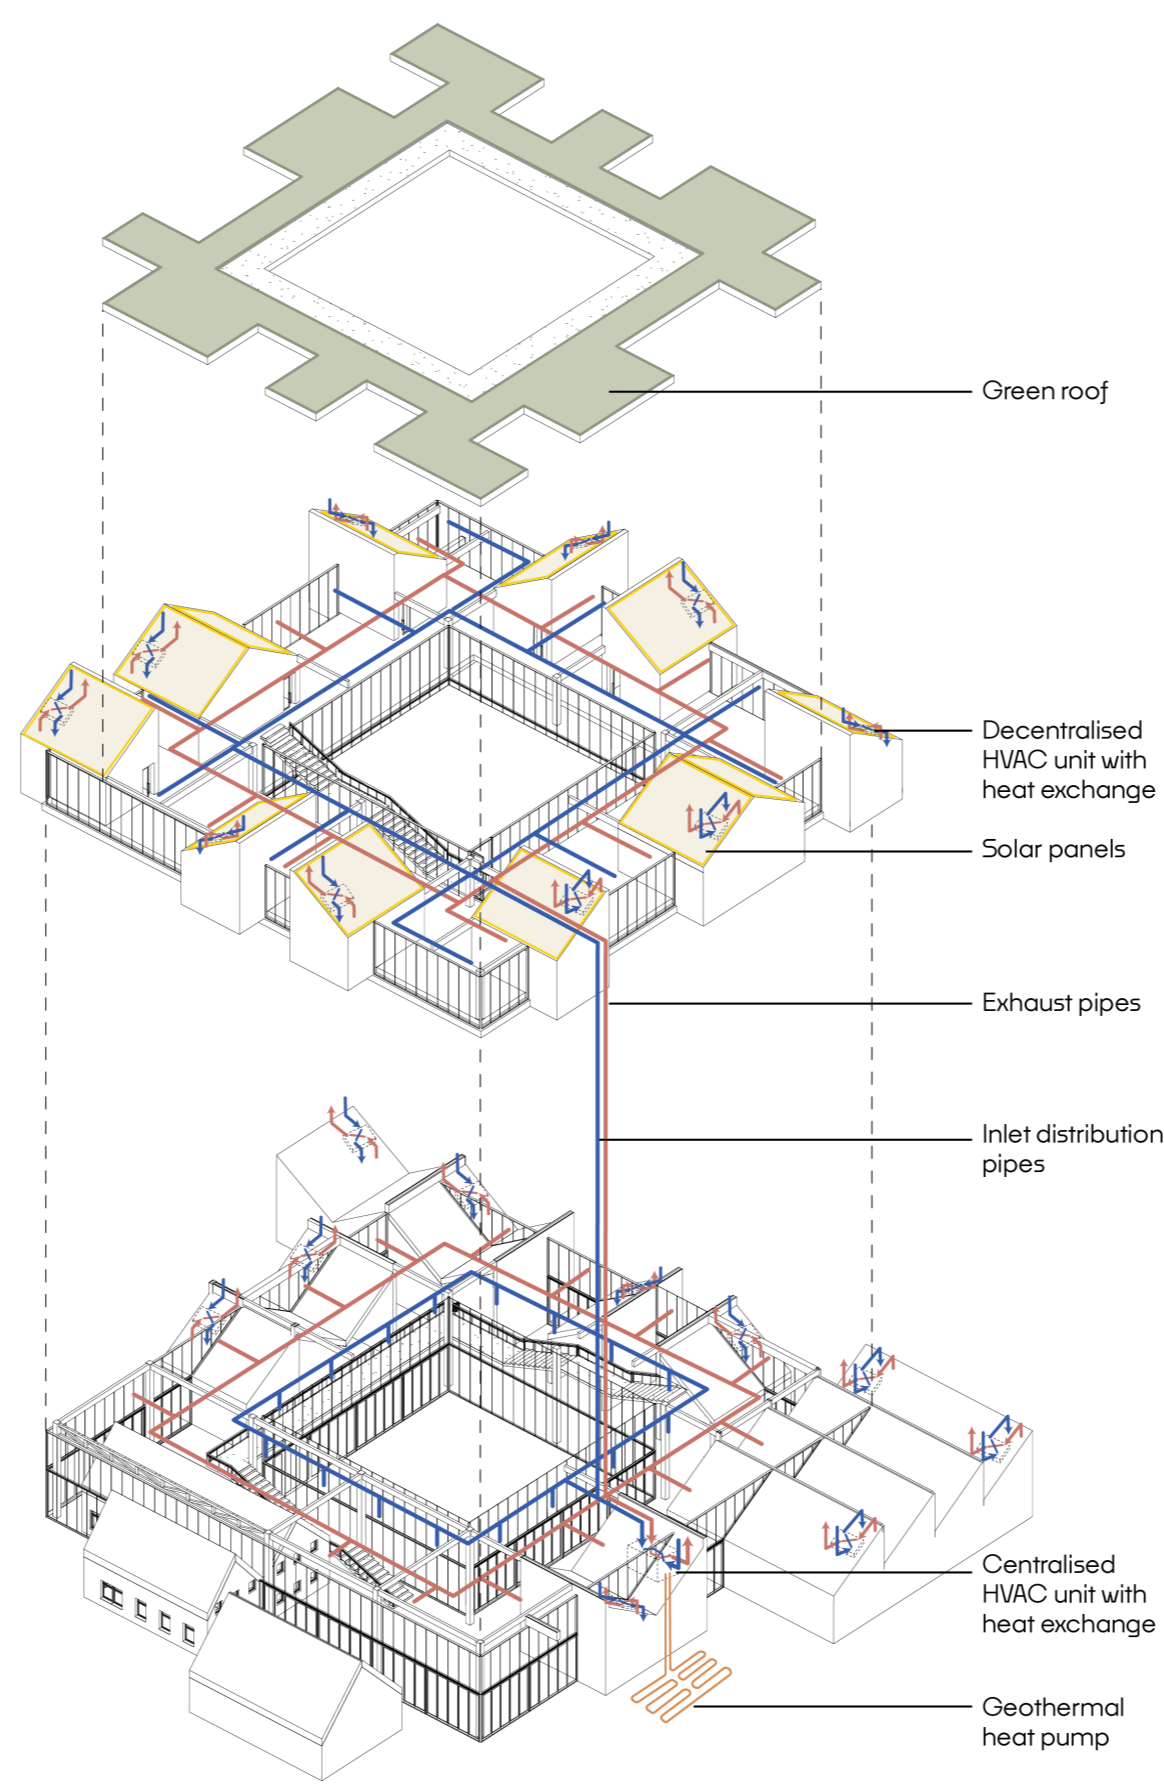 Green roof
Decentralised
HVAC unit with
heat exchange
Solar panels
Exhaust pipes
Inlet distribution
pipes
Centralised
HVAC unit with
heat exchange
Geothermal
heat pump